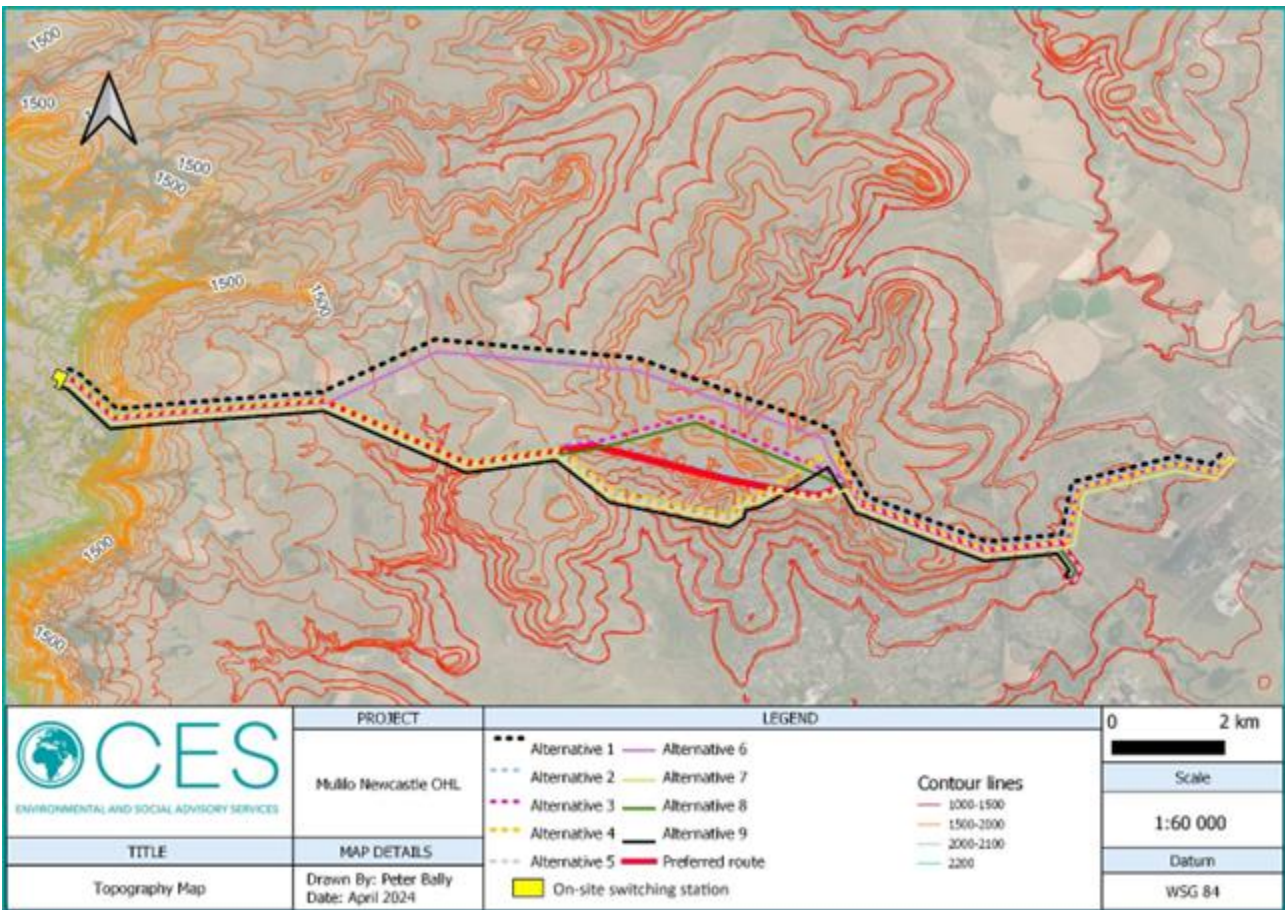 1500
1500
1500
1500
1500
1500
1500
1500
CES
ENVIRONMENTAL AND SOCIAL ADVISORY SERVICES
TITLE
Topography Map
PROJECT
Mulilo Newcastle OHL
MAP DETAILS
Drawn By: Peter Bally
Date: April 2024
LEGEND
Alternative 1
Alternative 2
Alternative 3
Alternative 4
Alternative 5
Alternative 6
Alternative 7
Alternative 8
Alternative 9
Preferred route
On-site switching station
Contour lines
1000-1500
1500-2000
2000-2100
2200
0 2 km
Scale
1:60 000
Datum
WSG 84